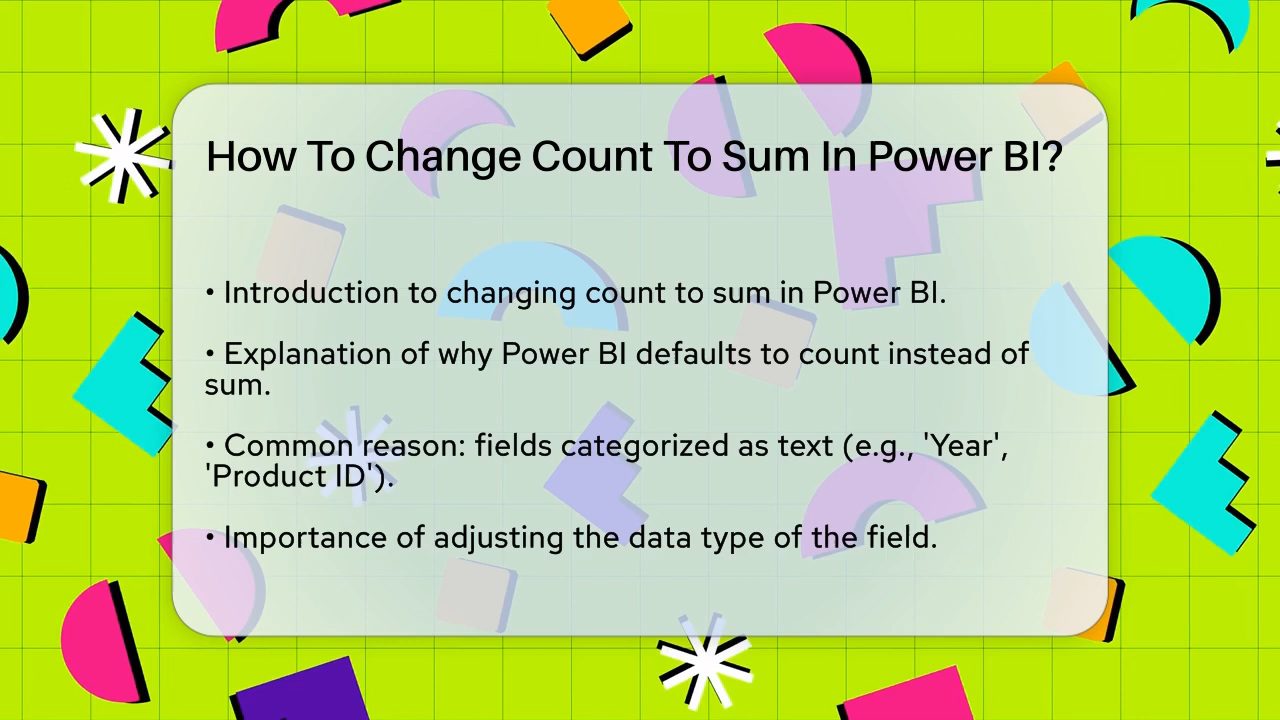 How To Change Count To Sum In Power BI?
• Introduction to changing count to sum in Power BI.
• Explanation of why Power BI defaults to count instead of
sum.
• Common reason: fields categorized as text (e.g., 'Year',
'Product ID').
• Importance of adjusting the data type of the field.